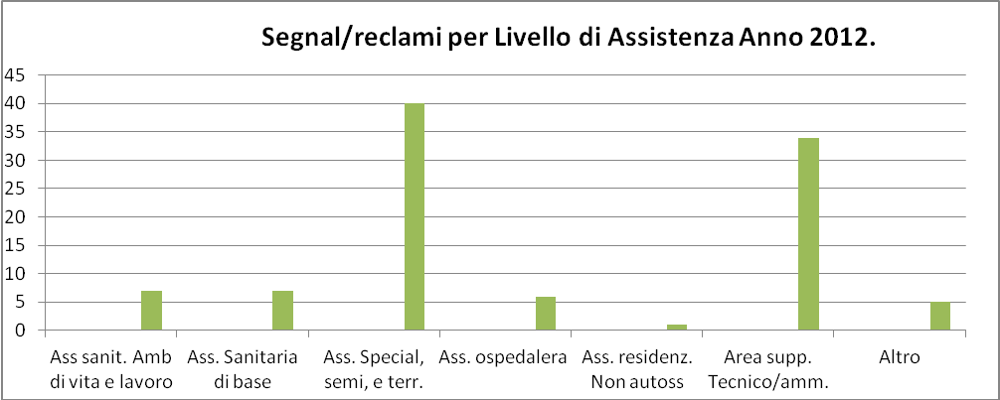 Segnal/reclami per Livello di Assistenza Anno 2012.
45
40
35
30
25
20
15
10
5
0
Ass sanit. Amb
di vita e lavoro
Ass. Sanitaria
di base
Ass. Special,
semi, e terr.
Ass. ospedalera
Ass. residenz.
Non autoss
Area supp.
Tecnico/amm.
Altro